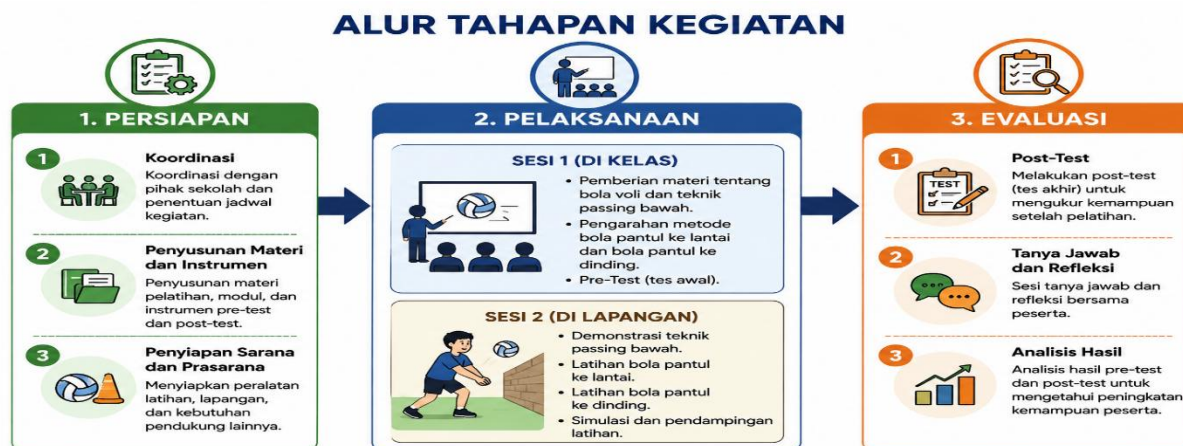 ALUR TAHAPAN KEGIATAN
1. PERSIAPAN
1
Koordinasi
Koordinasi dengan
pihak sekolah dan
penentuan jadwal
kegiatan.
2
Penyusunan Materi
dan Instrumen
Penyusunan materi
pelatihan, modul, dan
instrumen pre-test
dan post-test.
3
Penyiapan Sarana
dan Prasarana
Menyiapkan peralatan
latihan, lapangan,
dan kebutuhan
pendukung lainnya.
2. PELAKSANAAN
SESI 1 (DI KELAS)
• Pemberian materi tentang
bola voli dan teknik
passing bawah.
• Pengarahan metode
bola pantul ke lantai
dan bola pantul ke
dinding.
• Pre-Test (tes awal).
SESI 2 (DI LAPANGAN)
• Demonstrasi teknik
passing bawah.
• Latihan bola pantul
ke lantai.
• Latihan bola pantul
ke dinding.
• Simulasi dan pendampingan
latihan.
3. EVALUASI
1
TEST
Post-Test
Melakukan post-test
(tes akhir) untuk
mengukur kemampuan
setelah pelatihan.
2
Tanya Jawab
dan Refleksi
Sesi tanya jawab dan
refleksi bersama
peserta.
3
Analisis Hasil
Analisis hasil pre-test
dan post-test untuk
mengetahui peningkatan
kemampuan peserta.